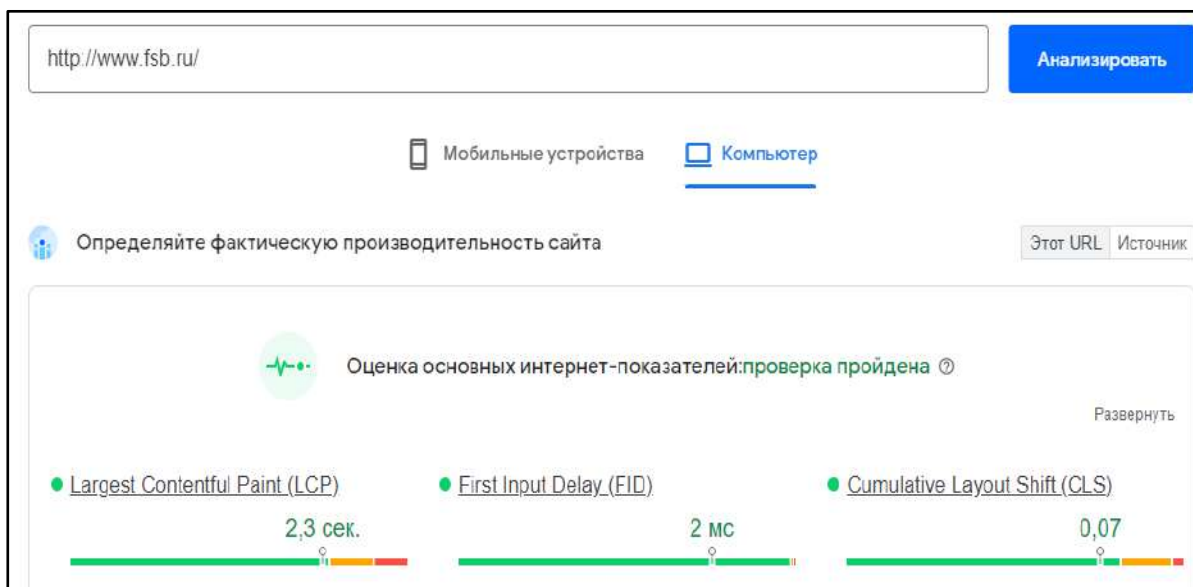 http://www.fsb.ru/
Анализировать
Мобильные устройства Компьютер
Определяйте фактическую производительность сайта
Этот URL Источник
Оценка основных интернет-показателей:проверка пройдена ?
Развернуть
Largest Contentful Paint (LCP) First Input Delay (FID) Cumulative Layout Shift (CLS)
2,3 сек. 2 мс 0,07